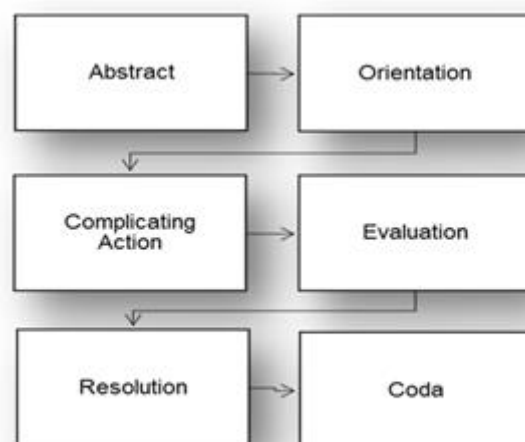 Abstract
Orientation
Complicating
Action
Evaluation
Resolution
Coda